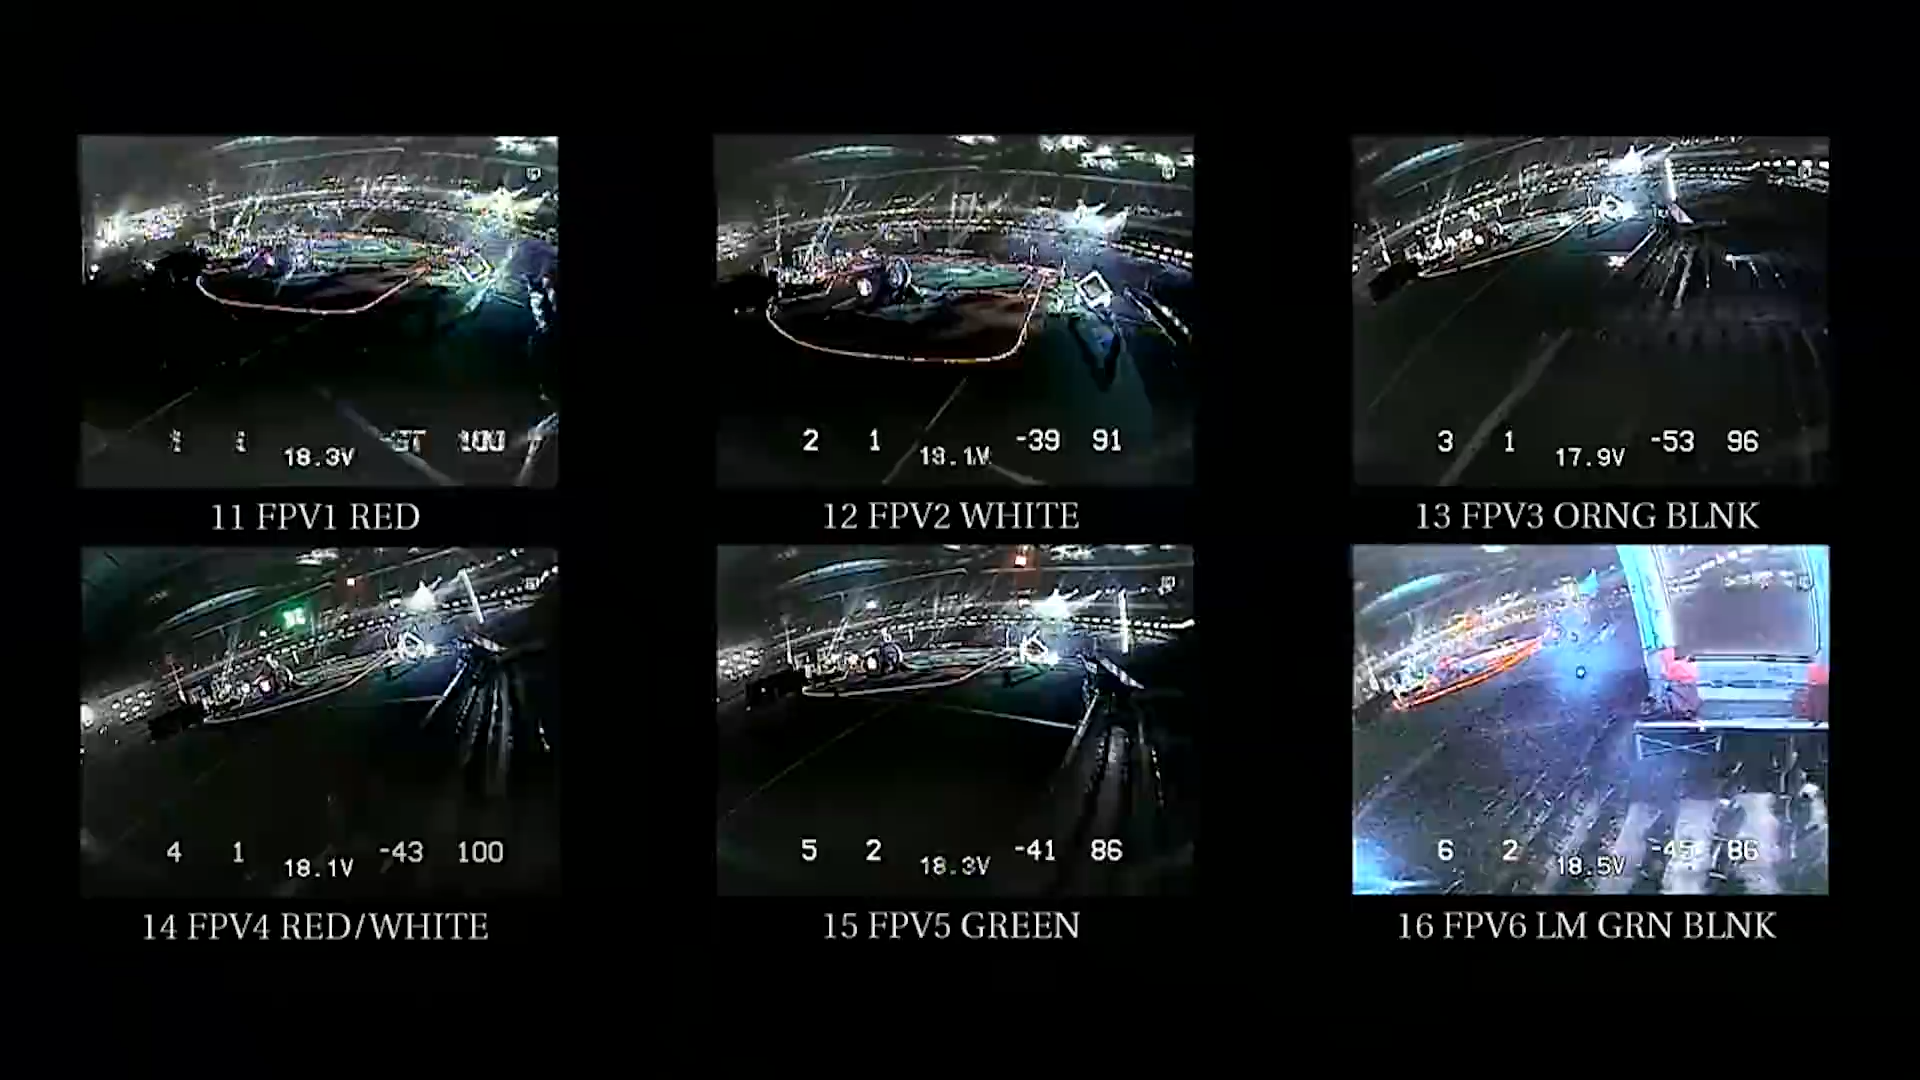 18.3V 100
11 FPV1 RED
2 1 -39 91
13 FPV3 ORNG BLNK
3 1 17.9V -53 96
12 FPV2 WHITE
4 1 18.1V -43 100
14 FPV4 RED/WHITE
5 2 18.3V -41 86
15 FPV5 GREEN
6 2 18.5V -45 86
16 FPV6 LM GRN BLNK